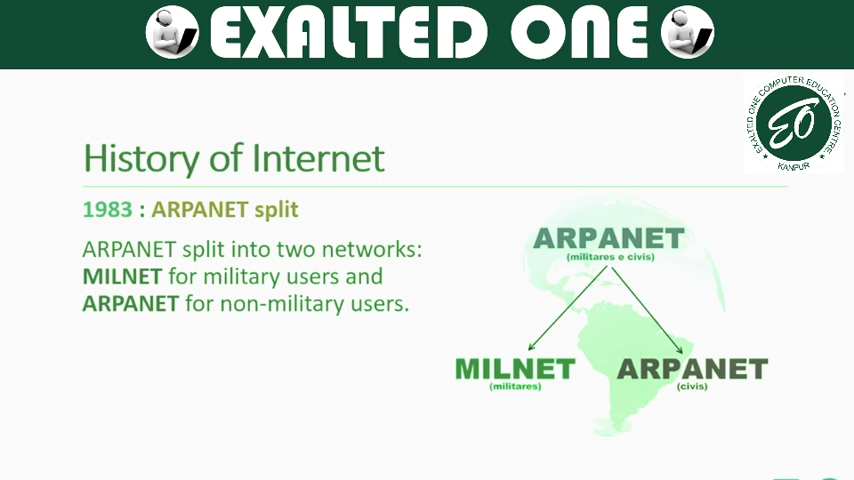 EXALTED ONE
EXALTED ONE COMPUTER EDUCATION CENTRE
EO
KANPUR
History of Internet
1983 : ARPANET split
ARPANET split into two networks:
MILNET for military users and
ARPANET for non-military users.
ARPANET
(militares e civis)
MILNET
(militares)
ARPANET
(civis)